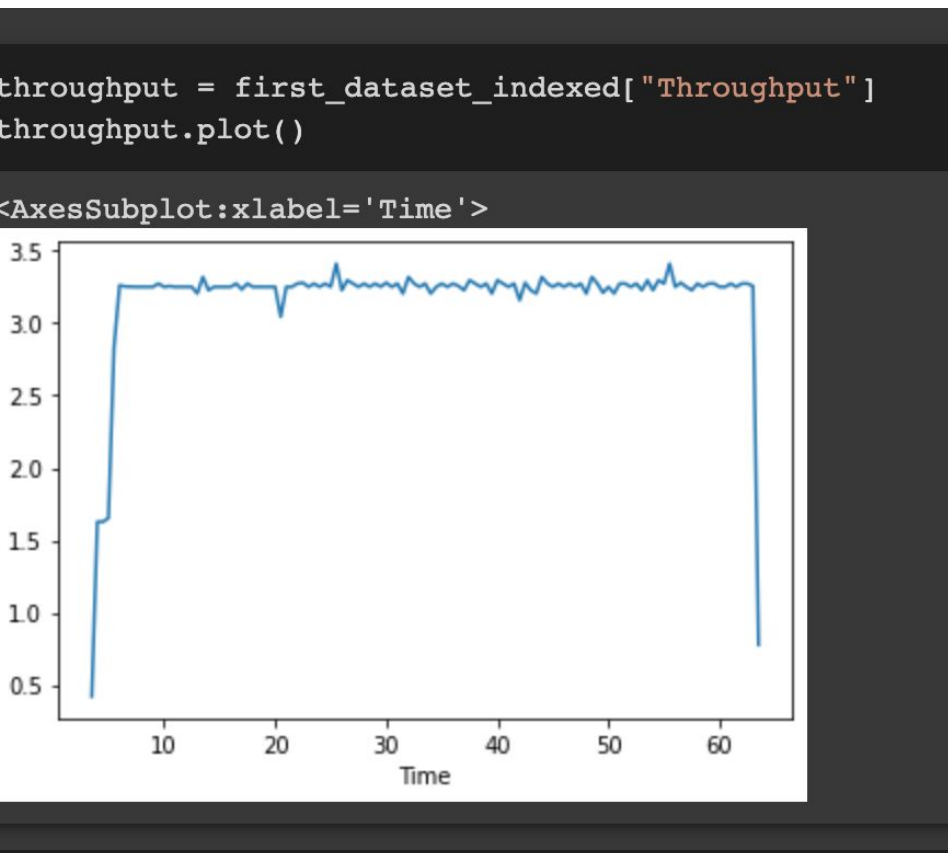 throughput = first_dataset_indexed["Throughput"]
throughput.plot()
<AxesSubplot:xlabel='Time'>
3.5
3.0
2.5
2.0
1.5
1.0
0.5
10 20 30 40 50 60
Time